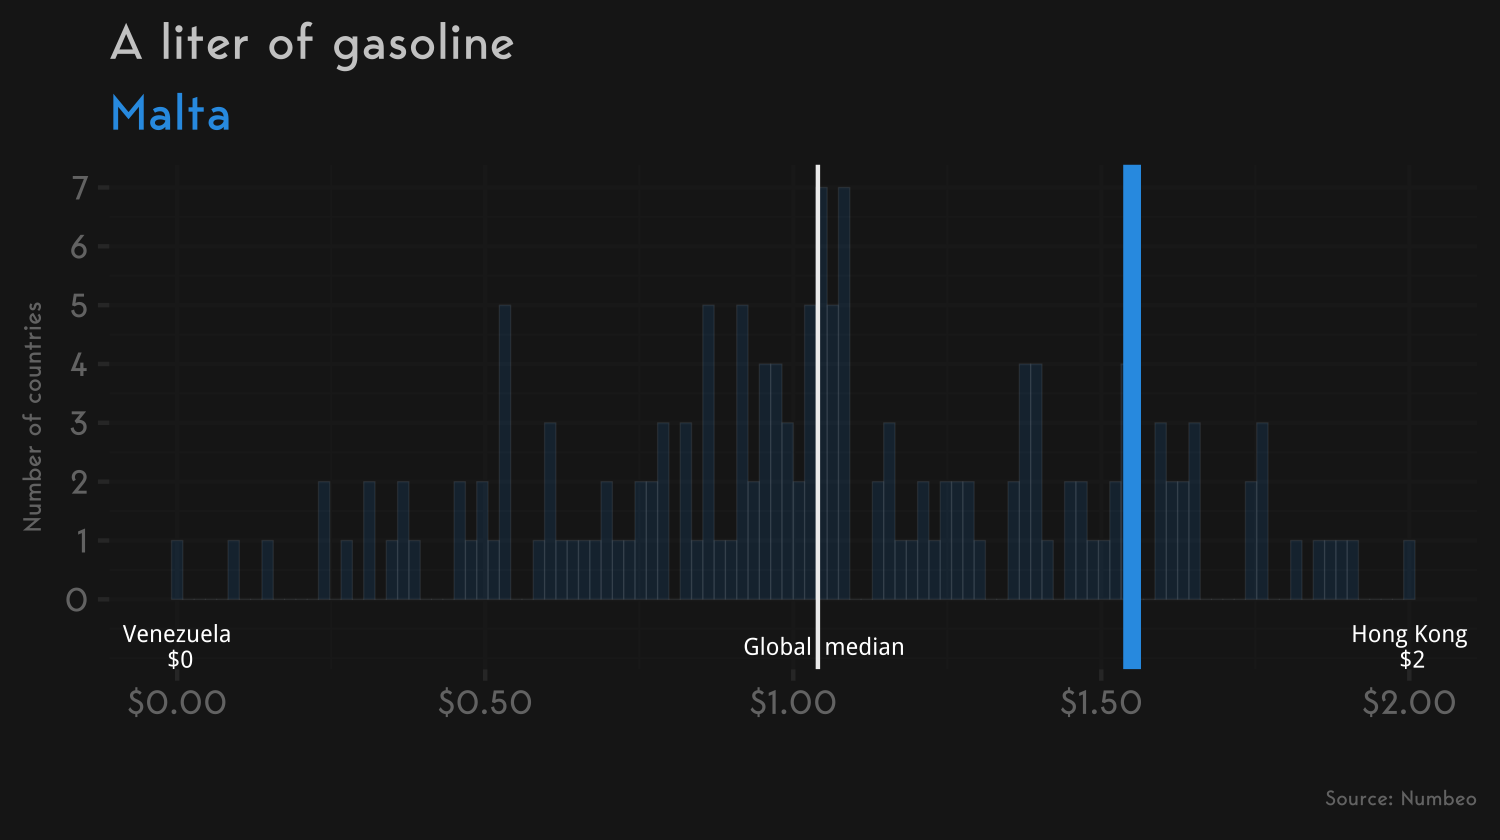 A liter of gasoline
Malta
Number of countries
7
6
5
4
3
2
1
0
Venezuela
$0
Global median
Hong Kong
$2
$0.00 $0.50 $1.00 $1.50 $2.00
Source: Numbeo